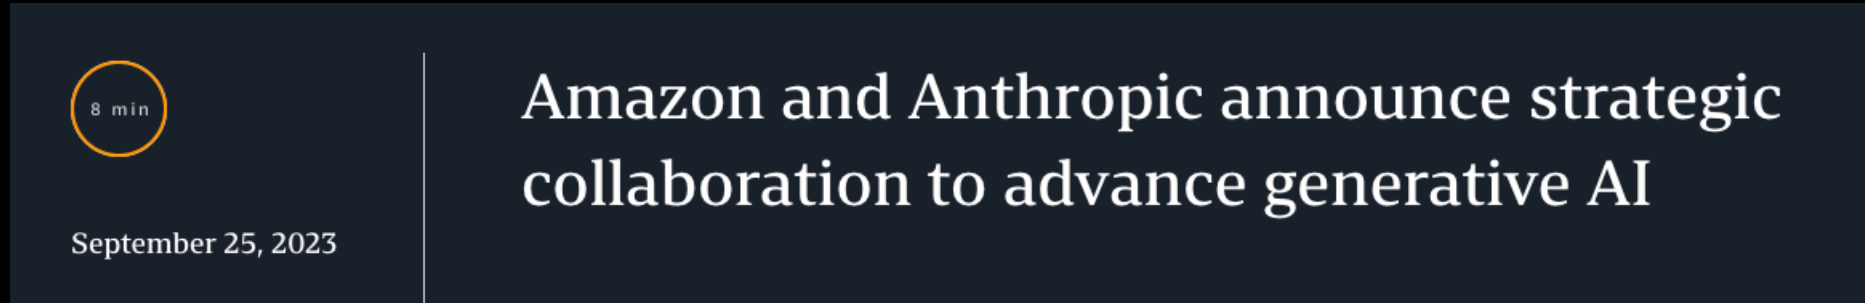 8 min
September 25, 2023
Amazon and Anthropic announce strategic
collaboration to advance generative AI